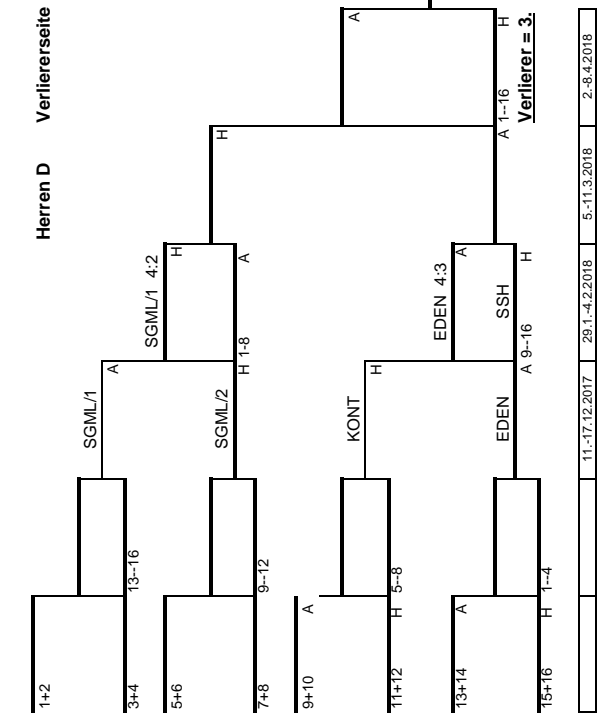 Herren D Verliererseite
1+2
SGML/1
A
3+4 13--16
SGML/1 4:2
5+6 H
SGML/2 H
H 1-8 A
7+8 9--12
9+10 A
KONT A
H
11+12 H 5--8
EDEN 4:3
13+14 A A
EDEN SSH A 1--16 H
A 9--16 H Verlierer = 3.
15+16 H 1--4
11.-17.12.2017 29.1.-4.2.2018 5.-11.3.2018 2.-8.4.2018